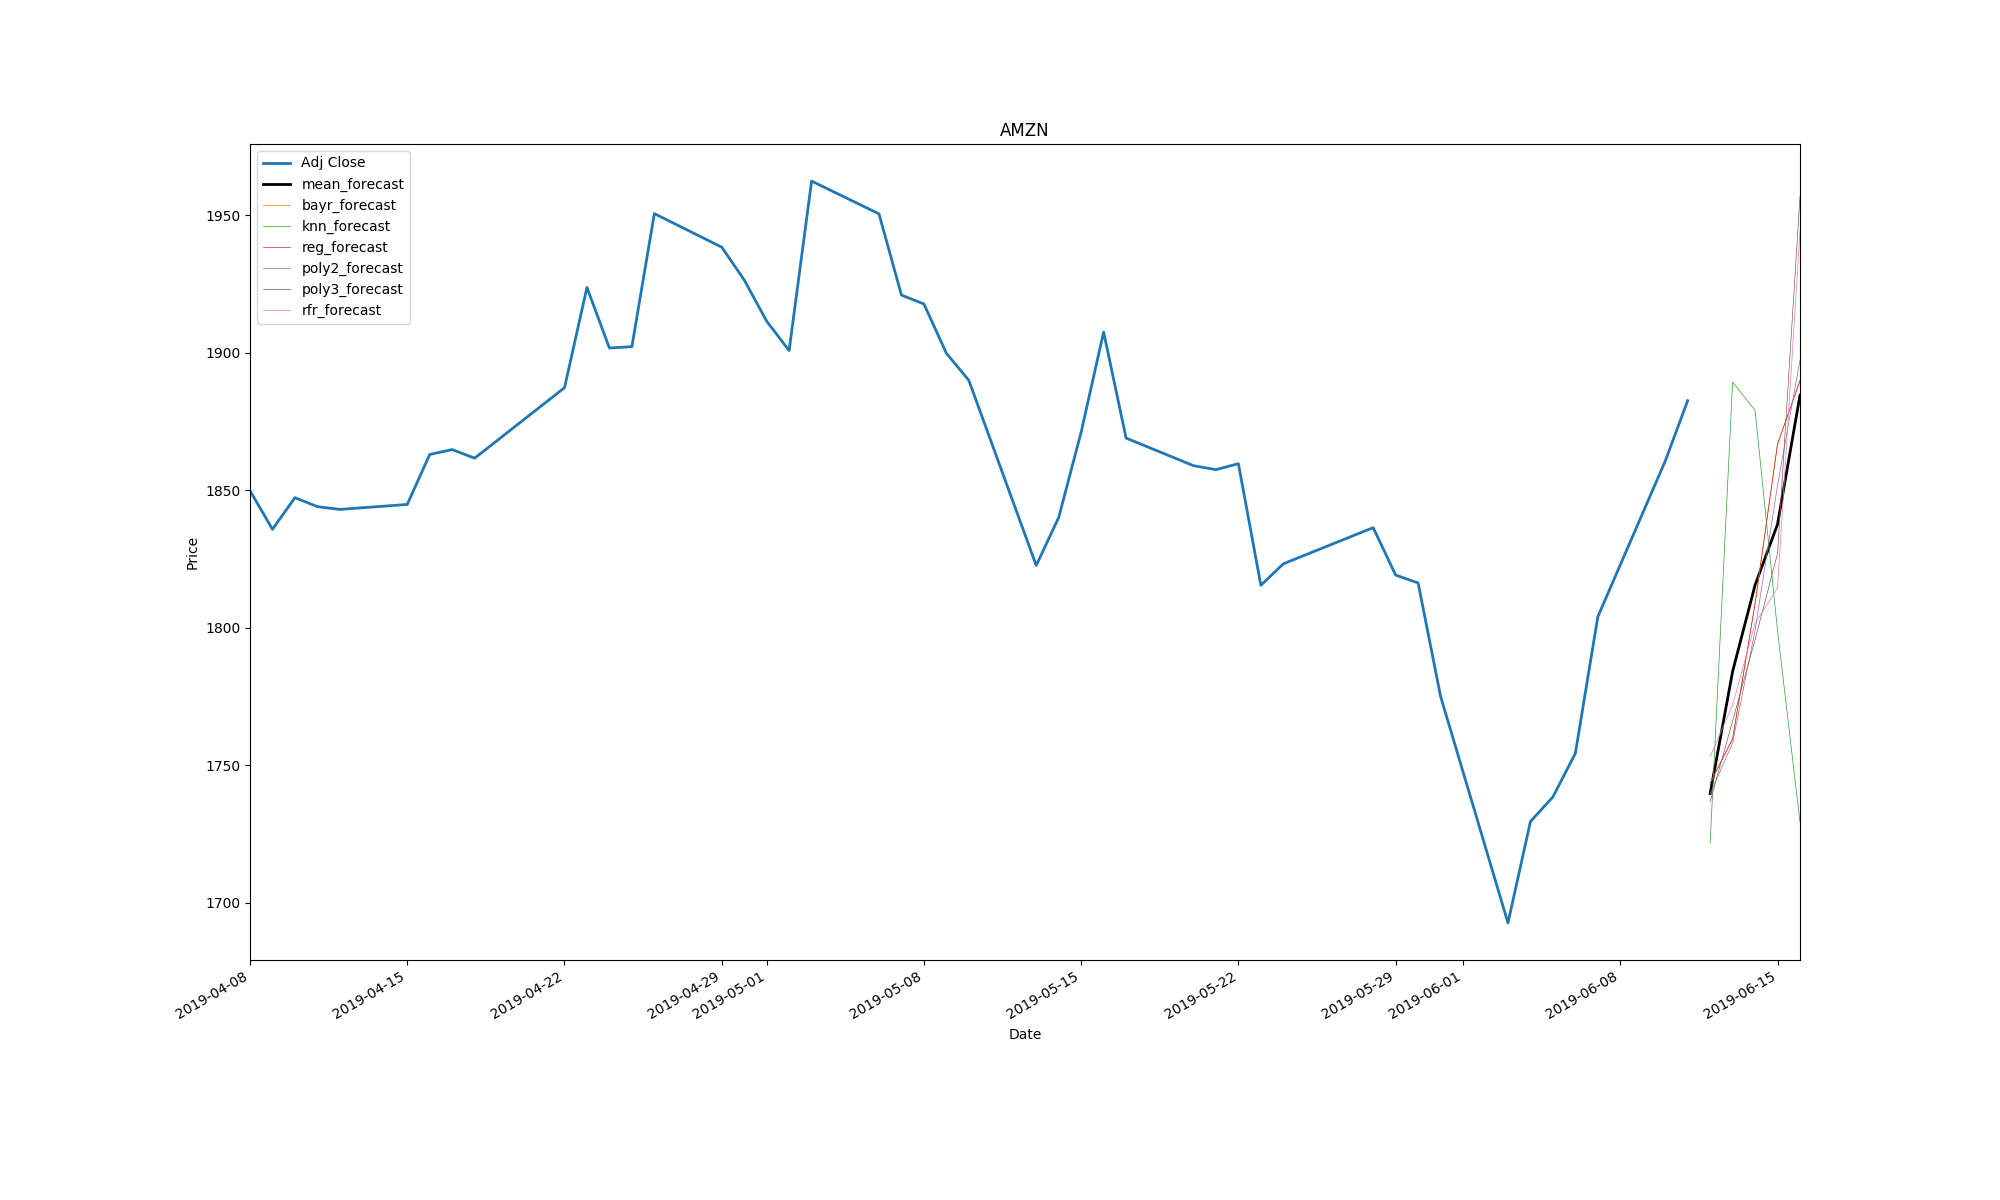 AMZN
Adj Close
mean_forecast
bayr_forecast
knn_forecast
reg_forecast
poly2_forecast
poly3_forecast
rfr_forecast
1950
1900
1850
1800
1750
1700
Price
2019-04-08
2019-04-15
2019-04-22
2019-04-29
2019-05-01
2019-05-08
2019-05-15
2019-05-22
2019-05-29
2019-06-01
2019-06-08
2019-06-15
Date